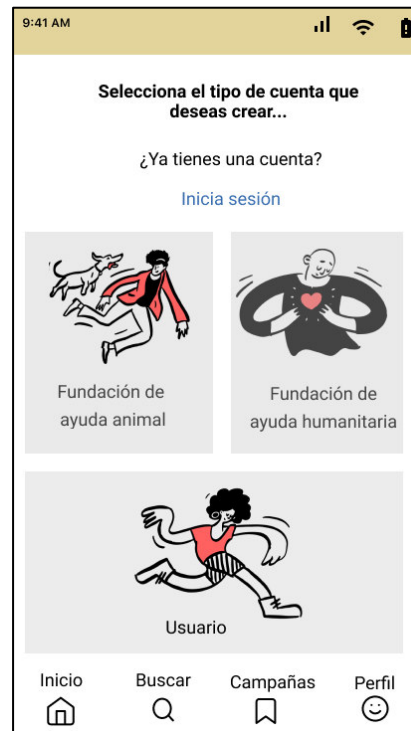 9:41 AM
Selecciona el tipo de cuenta que
deseas crear...
¿Ya tienes una cuenta?
Inicia sesión
Fundación de
ayuda animal
Fundación de
ayuda humanitaria
Usuario
Inicio
Buscar
Campañas
Perfil